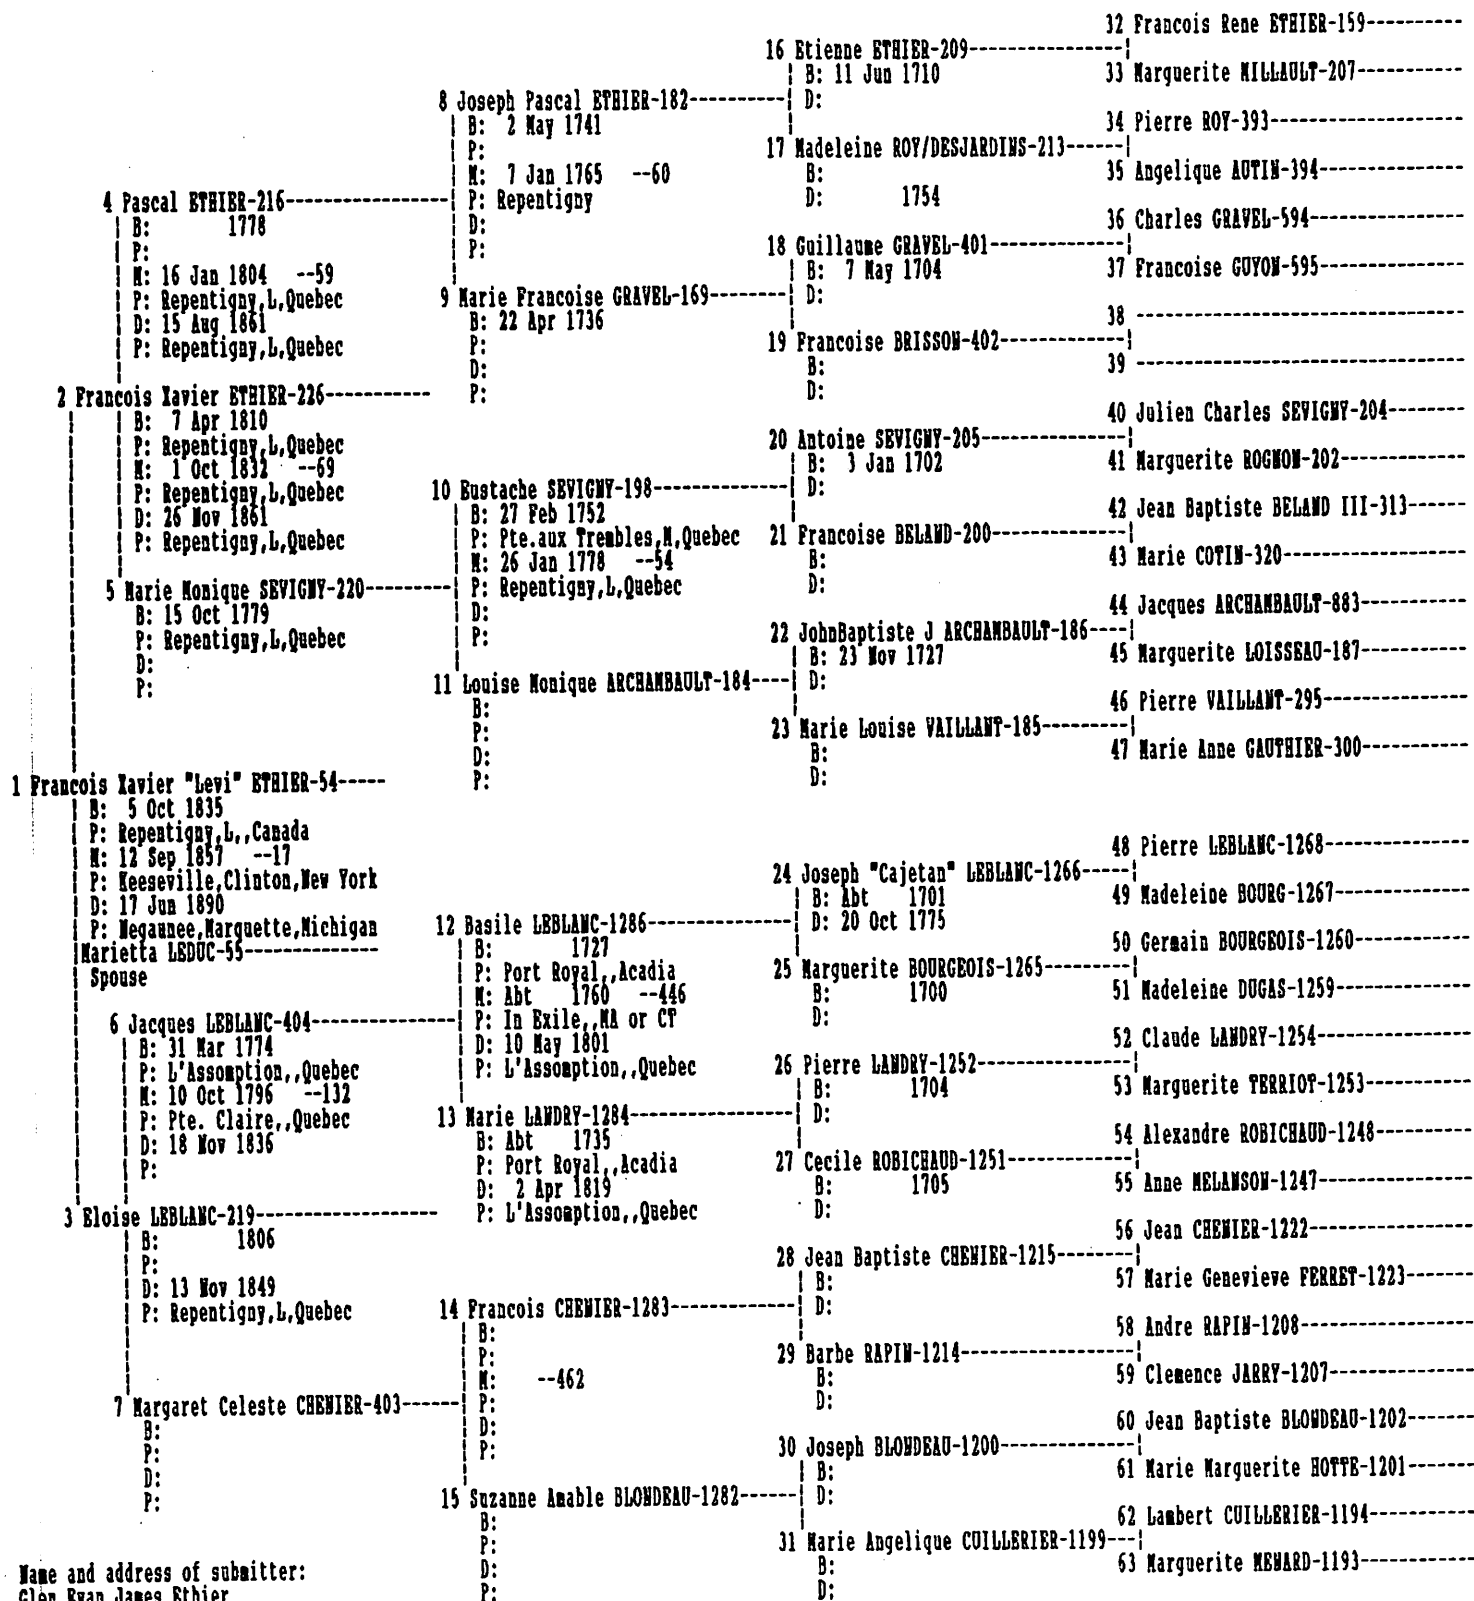 32 Francois Rene ETHIER-159----------
16 Etienne ETHIER-209----------------
B: 11 Jun 1710
33 Marguerite MILLAULT-207-----------
8 Joseph Pascal ETHIER-182----------
D:
B: 2 May 1741
34 Pierre ROY-393------------------
P:
17 Madeleine ROY/DESJARDINS-213------
M: 7 Jan 1765 --60
B:
35 Angelique AUTIN-394---------------
4 Pascal ETHIER-216-----------------
P: Repentigny
D: 1754
B: 1778
D:
36 Charles GRAVEL-594----------------
P:
P:
18 Guillaume GRAVEL-401--------------
M: 16 Jan 1804 --59
B: 7 May 1704
37 Francoise GUYON-595---------------
P: Repentigny,L,Quebec
9 Marie Francoise GRAVEL-169--------
D:
D: 15 Aug 1861
B: 22 Apr 1736
38 ----------------------------------
P: Repentigny,L,Quebec
P:
19 Francoise BRISSON-402-------------
D:
B:
39 ----------------------------------
2 Francois Xavier ETHIER-226-----------
P:
D:
B: 7 Apr 1810
40 Julien Charles SEVIGNY-204--------
P: Repentigny,L,Quebec
20 Antoine SEVIGNY-205---------------
M: 1 Oct 1832 --69
B: 3 Jan 1702
41 Marguerite ROGNON-202-------------
P: Repentigny,L,Quebec
10 Eustache SEVIGNY-198--------------
D:
D: 26 Nov 1861
B: 27 Feb 1752
42 Jean Baptiste BELAND III-313------
P: Repentigny,L,Quebec
P: Pte.aux Trembles,M,Quebec
21 Francoise BELAND-200--------------
M: 26 Jan 1778 --54
B:
43 Marie COTIN-320-------------------
5 Marie Monique SEVIGNY-220---------
P: Repentigny,L,Quebec
D:
B: 15 Oct 1779
D:
44 Jacques ARCHAMBAULT-883-----------
P: Repentigny,L,Quebec
P:
22 JohnBaptiste J ARCHAMBAULT-186----
D:
B: 23 Nov 1727
45 Marguerite LOISSEAU-187-----------
P:
11 Louise Monique ARCHAMBAULT-184----
D:
B:
46 Pierre VAILLANT-295---------------
P:
23 Marie Louise VAILLANT-185---------
D:
B:
47 Marie Anne GAUTHIER-300-----------
1 Francois Xavier "Levi" ETHIER-54-----
P:
D:
B: 5 Oct 1835
P: Repentigny,L,,Canada
M: 12 Sep 1857 --17
48 Pierre LEBLANC-1268---------------
P: Keeseville,Clinton,New York
24 Joseph "Cajetan" LEBLANC-1266-----
D: 17 Jun 1890
B: Abt 1701
49 Madeleine BOURG-1267--------------
P: Negaunee,Marquette,Michigan
12 Basile LEBLANC-1286---------------
D: 20 Oct 1775
Marietta LEDUC-55--------------
B: 1727
50 Germain BOURGEOIS-1260------------
Spouse
P: Port Royal,,Acadia
25 Marguerite BOURGEOIS-1265---------
M: Abt 1760 --446
B: 1700
51 Madeleine DUGAS-1259--------------
6 Jacques LEBLANC-404---------------
P: In Exile,,MA or CT
D:
B: 31 Mar 1774
D: 10 May 1801
52 Claude LANDRY-1254----------------
P: L'Assomption,,Quebec
P: L'Assomption,,Quebec
26 Pierre LANDRY-1252----------------
M: 10 Oct 1796 --132
B: 1704
53 Marguerite TERRIOT-1253-----------
P: Pte. Claire,,Quebec
13 Marie LANDRY-1284-----------------
D:
D: 18 Nov 1836
B: Abt 1735
54 Alexandre ROBICHAUD-1248----------
P:
P: Port Royal,,Acadia
27 Cecile ROBICHAUD-1251-------------
D: 2 Apr 1819
B: 1705
55 Anne MELANSON-1247----------------
3 Eloise LEBLANC-219-------------------
P: L'Assomption,,Quebec
D:
B: 1806
56 Jean CHENIER-1222-----------------
P:
28 Jean Baptiste CHENIER-1215--------
D: 13 Nov 1849
B:
57 Marie Genevieve FERRET-1223-------
P: Repentigny,L,Quebec
14 Francois CHENIER-1283-------------
D:
B:
58 Andre RAPIN-1208------------------
P:
29 Barbe RAPIN-1214------------------
M: --462
B:
59 Clemence JARRY-1207---------------
7 Margaret Celeste CHENIER-403------
P:
D:
B:
D:
60 Jean Baptiste BLONDEAU-1202-------
P:
P:
30 Joseph BLONDEAU-1200--------------
D:
B:
61 Marie Marguerite HOTTE-1201-------
P:
15 Suzanne Amable BLONDEAU-1282------
D:
B:
62 Lambert CUILLERIER-1194-----------
P:
31 Marie Angelique CUILLERIER-1199---
Name and address of submitter:
D:
B:
63 Marguerite MENARD-1193------------
Glen Ryan James Ethier
P:
D: